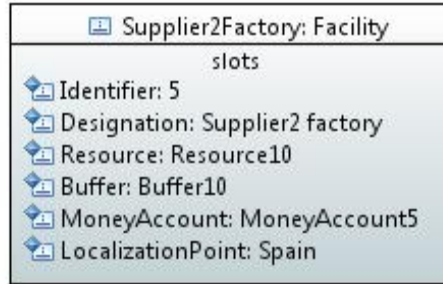 Supplier2Factory: Facility
slots
Identifier: 5
Designation: Supplier2 factory
Resource: Resource10
Buffer: Buffer10
MoneyAccount: MoneyAccount5
LocalizationPoint: Spain